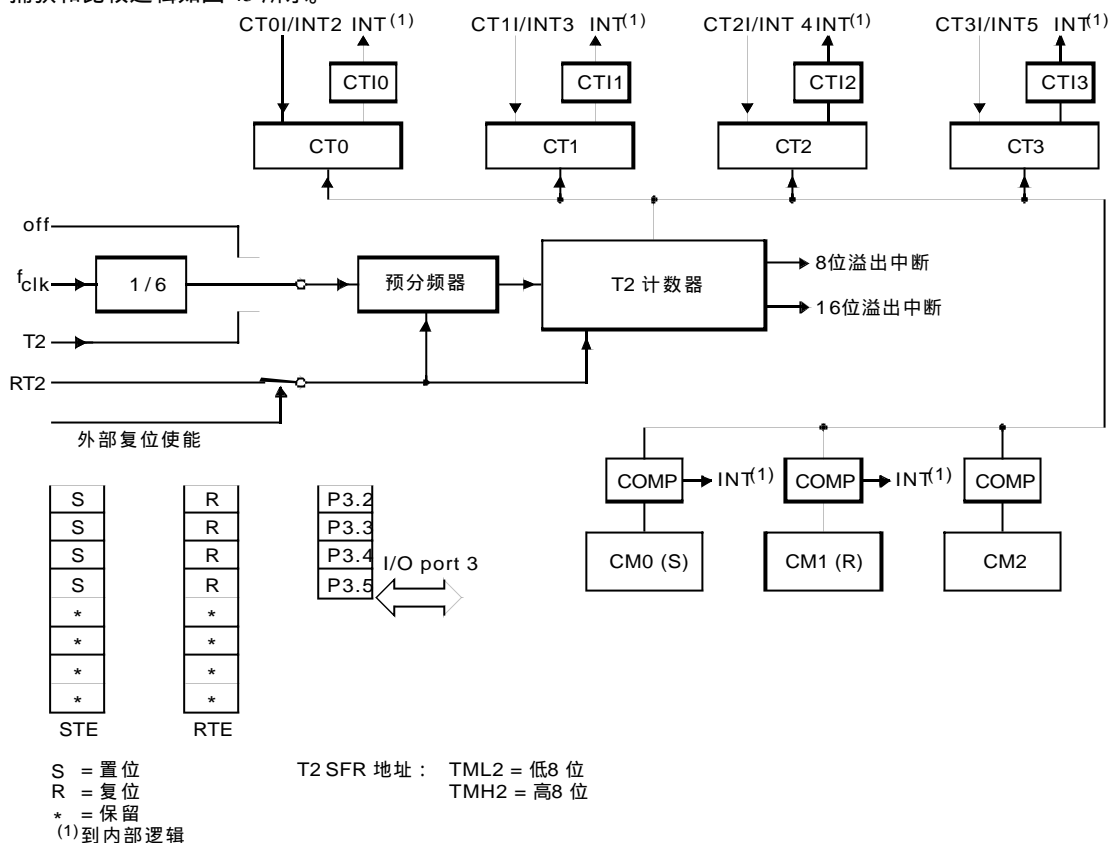 CT0I/INT2 INT(1) CT1I/INT3 INT(1) CT2I/INT 4 INT(1) CT3I/INT5 INT(1)
CTI0 CTI1 CTI2 CTI3
CT0 CT1 CT2 CT3
off
fclk 1/6 预分频器 T2 计数器 8位溢出中断
16位溢出中断
T2
RT2
外部复位使能
COMP INT(1) COMP INT(1) COMP
CM0 (S) CM1 (R) CM2
S R P3.2
S R P3.3
S R P3.4
S R P3.5
I/O port 3
* *
* *
* *
* *
STE RTE
S = 置位
R = 复位
* = 保留
(1)到内部逻辑
T2 SFR 地址: TML2 = 低8 位
TMH2 = 高8 位